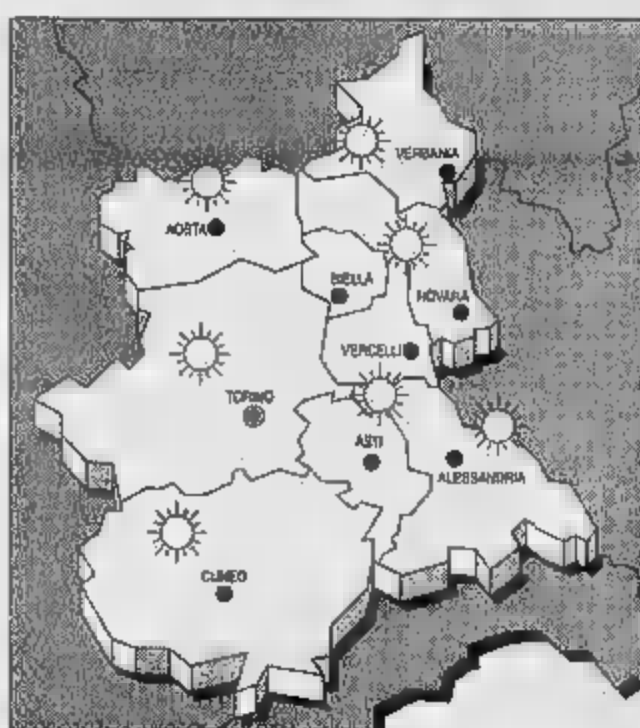 VERBANIA
AOSTA
BIELLA
NOVARA
VERCELLI
TORINO
ASTI
ALESSANDRIA
CUNEO